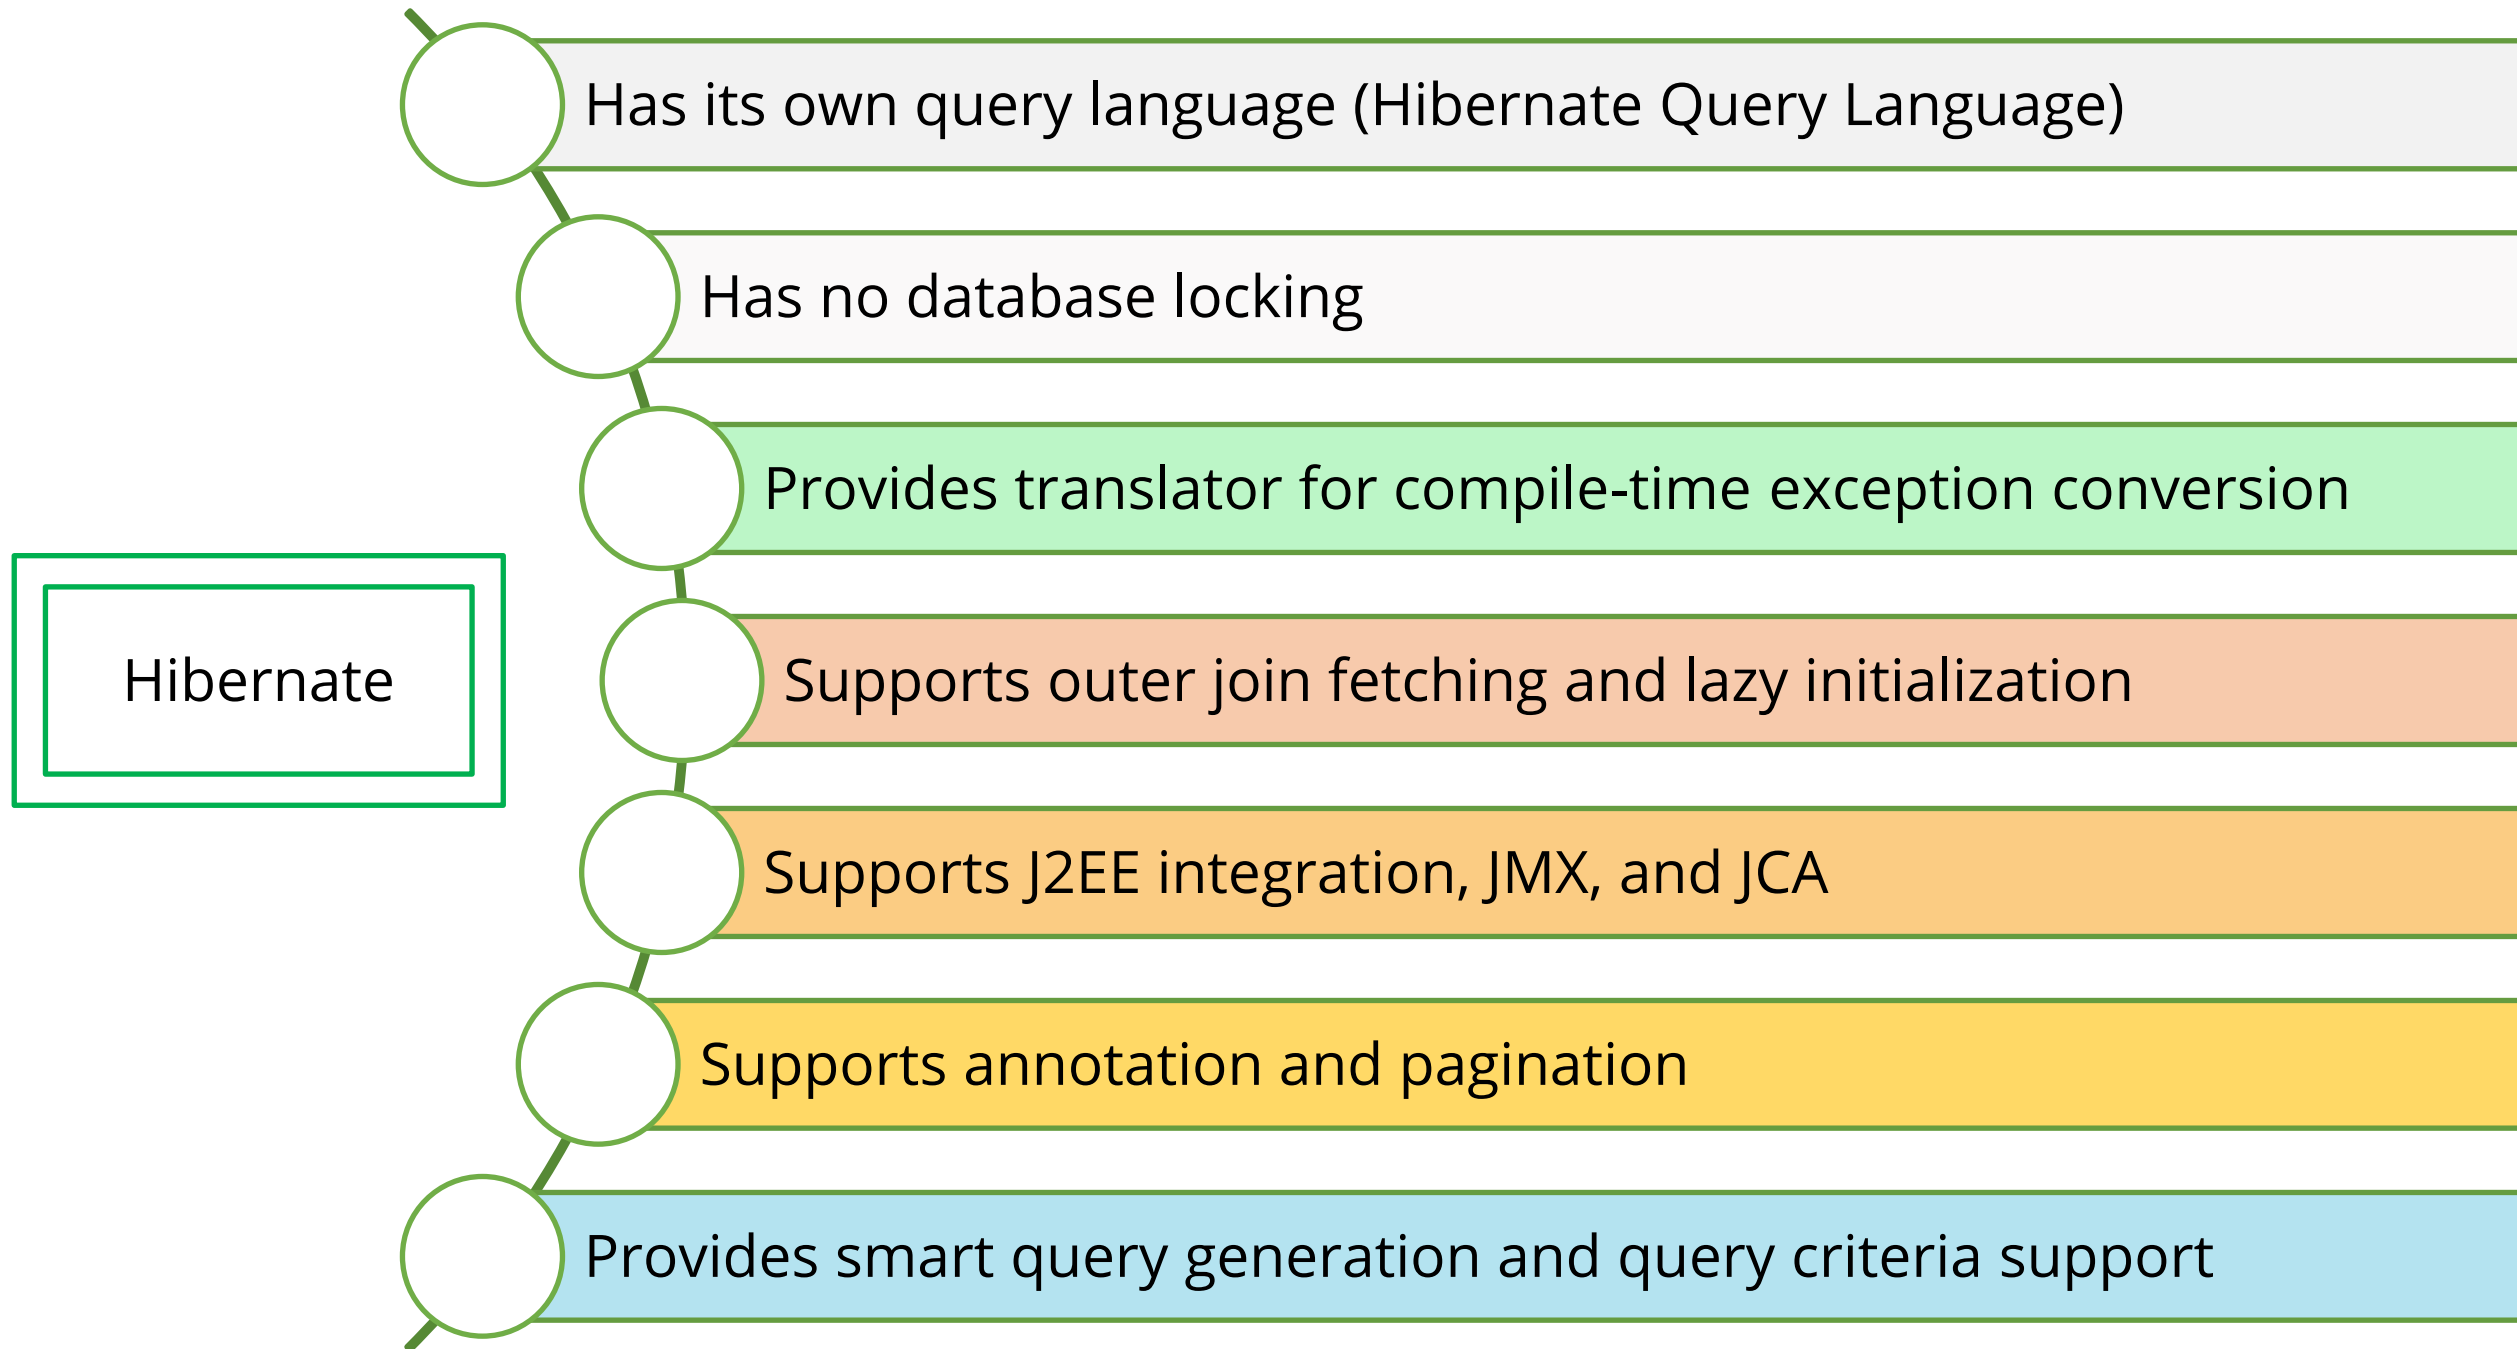 Has its own query language (Hibernate Query Language)
Has no database locking
Provides translator for compile-time exception conversion
Hibernate
Supports outer join fetching and lazy initialization
Supports J2EE integration, JMX, and JCA
Supports annotation and pagination
Provides smart query generation and query criteria support